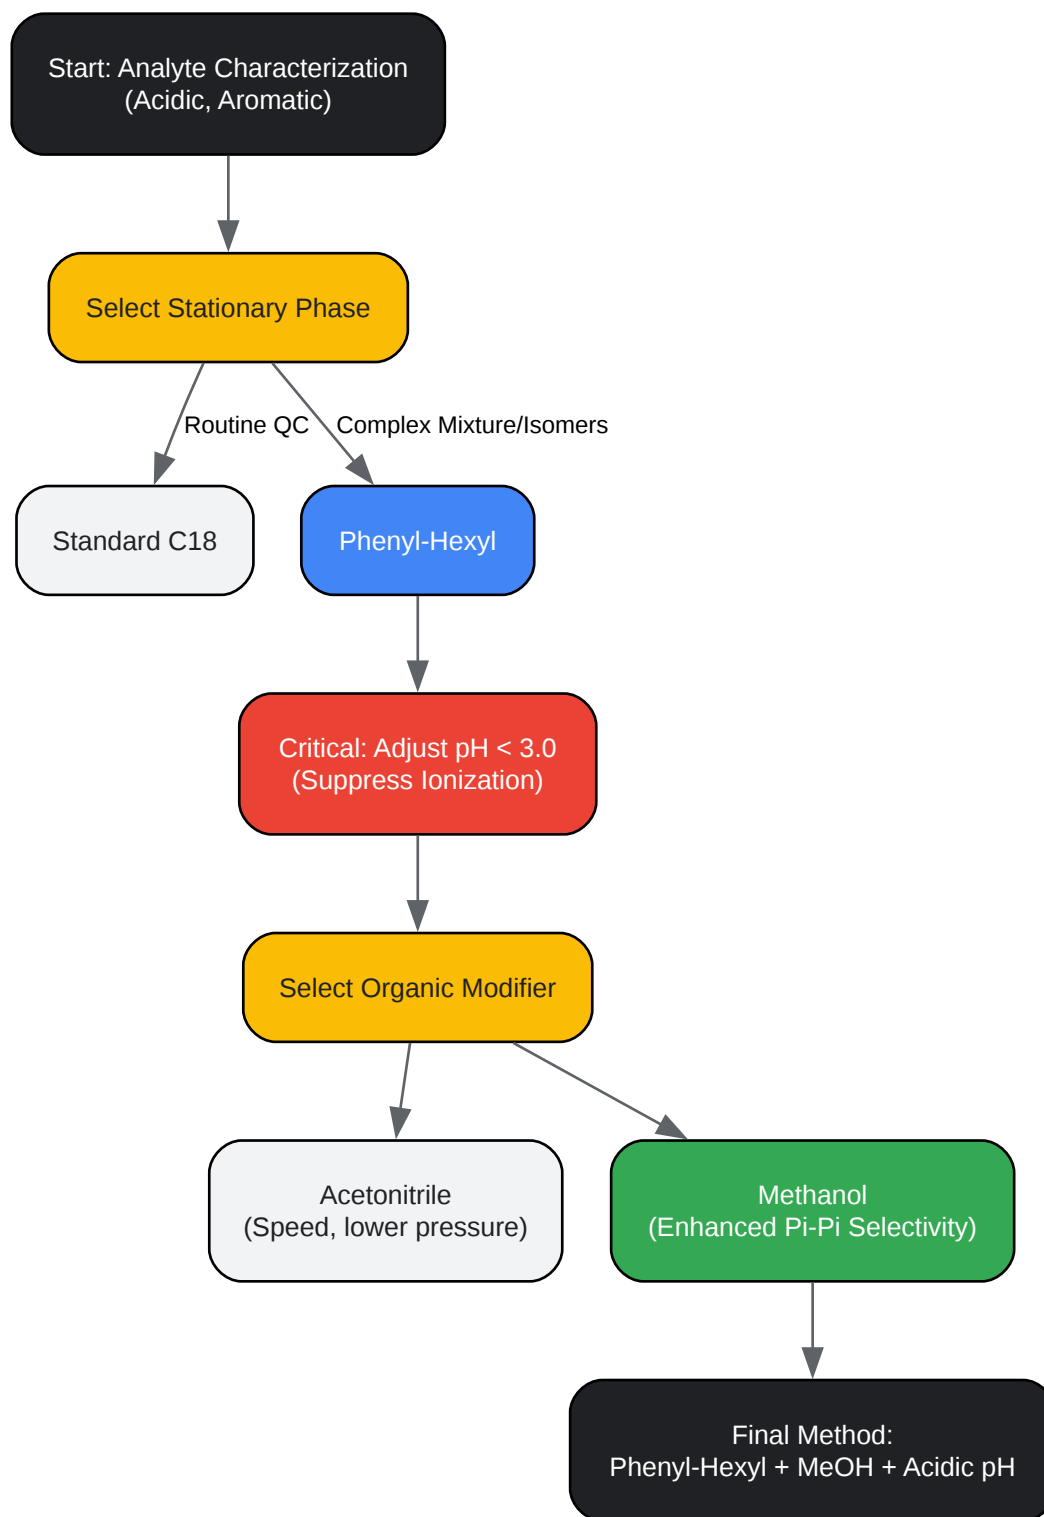 Start: Analyte Characterization
(Acidic, Aromatic)
Select Stationary Phase
Routine QC
Complex Mixture/Isomers
Standard C18
Phenyl-Hexyl
Critical: Adjust pH < 3.0
(Suppress Ionization)
Select Organic Modifier
Acetonitrile
(Speed, lower pressure)
Methanol
(Enhanced Pi-Pi Selectivity)
Final Method:
Phenyl-Hexyl + MeOH + Acidic pH